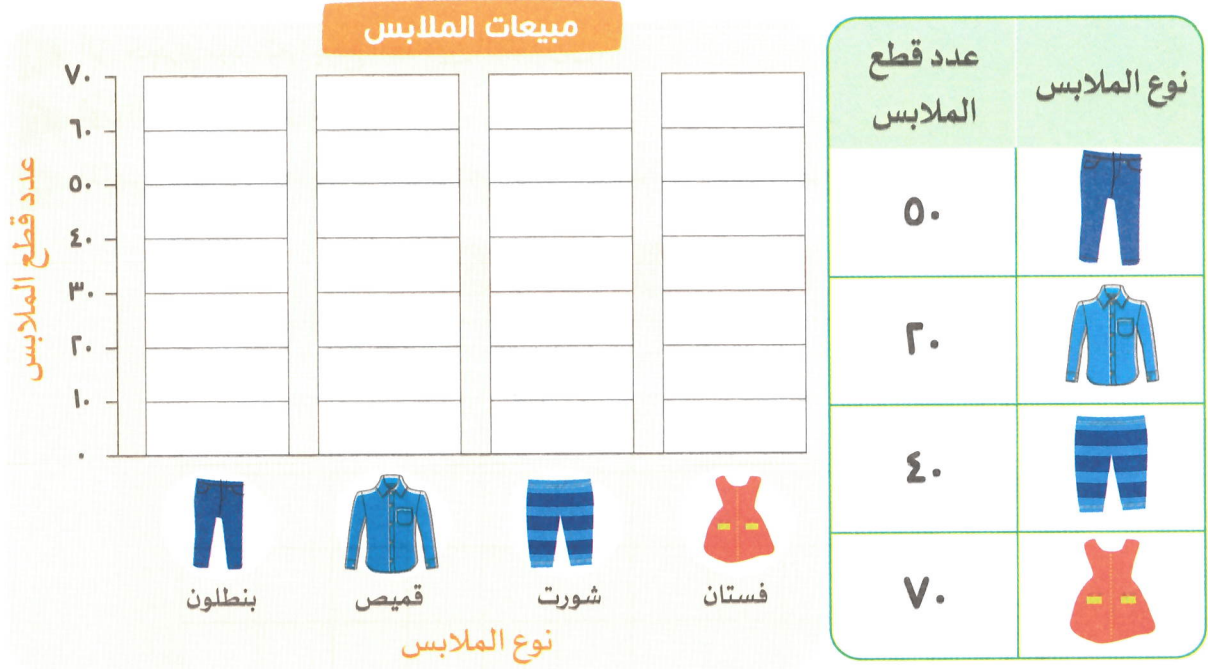 مبيعات الملابس
نوع الملابس
عدد قطع
الملابس
٥٠
٢٠
٤٠
٧٠
عدد قطع الملابس
٧٠
٦٠
٥٠
٤٠
٣٠
٢٠
١٠
٠
بنطلون
قميص
شورت
فستان
نوع الملابس